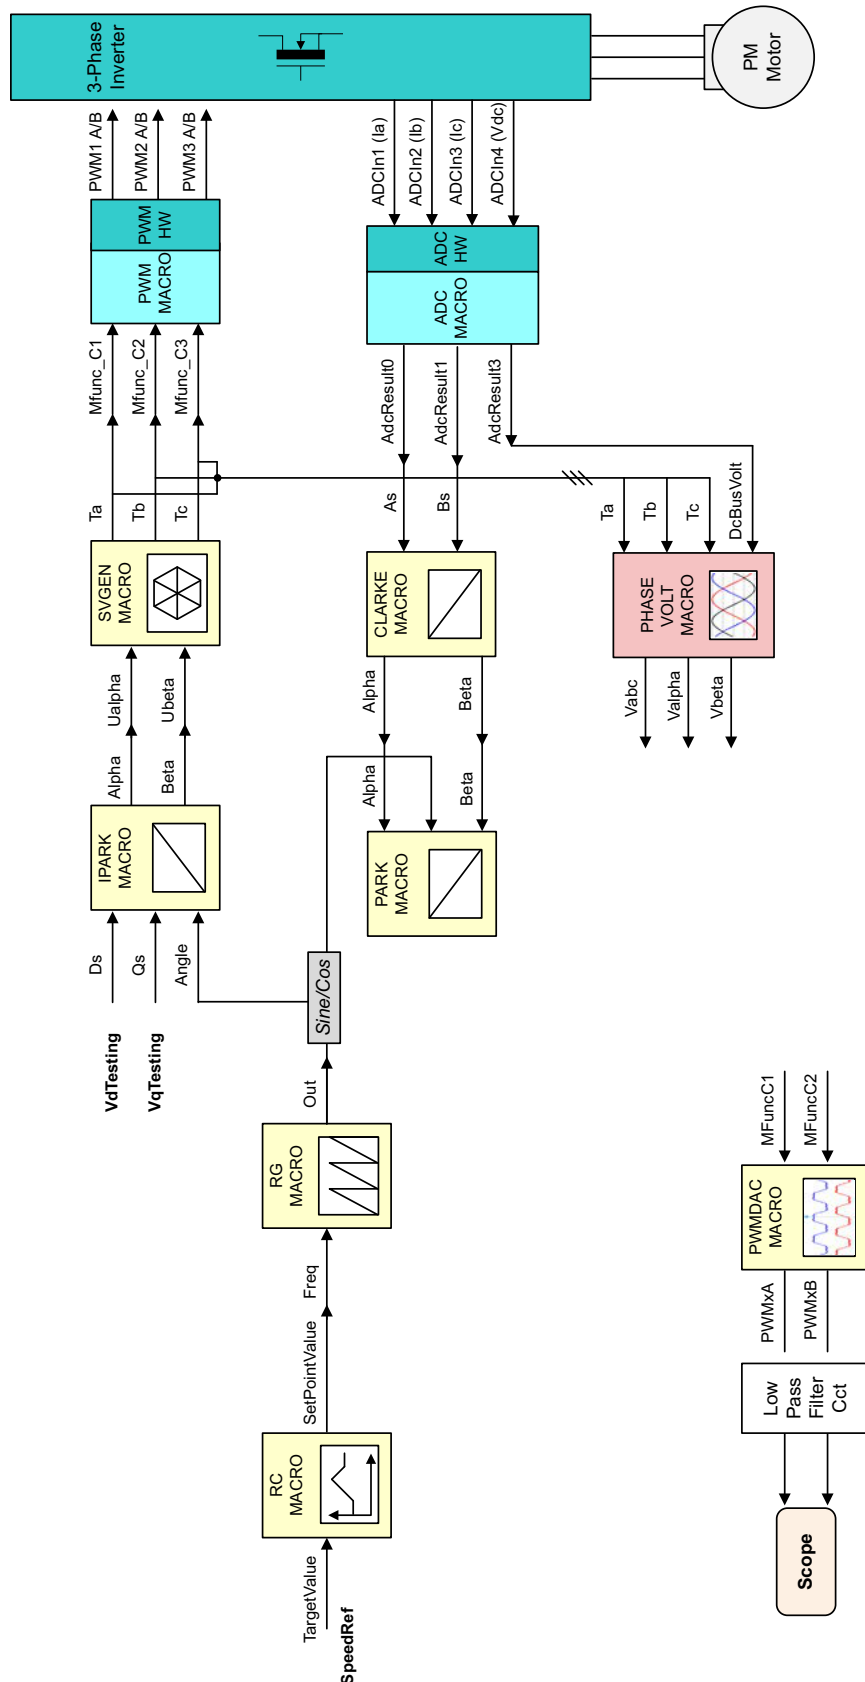 VdTesting
VqTesting
Ds
Qs
Angle
IPARK
MACRO
Alpha
Beta
Ualpha
Ubeta
SVGEN
MACRO
Ta
Tb
Tc
Mfunc_C1
Mfunc_C2
Mfunc_C3
PWM
MACRO
PWM
HW
PWM1 A/B
PWM2 A/B
PWM3 A/B
3-Phase
Inverter
SpeedRef
TargetValue
RC
MACRO
SetPointValue
Freq
RG
MACRO
Out
Sine/Cos
PARK
MACRO
Alpha
Beta
Alpha
Beta
CLARKE
MACRO
As
Bs
AdcResult0
AdcResult1
AdcResult3
ADC
MACRO
ADC
HW
ADCIn1 (Ia)
ADCIn2 (Ib)
ADCIn3 (Ic)
ADCIn4 (Vdc)
Vabc
Valpha
Vbeta
PHASE
VOLT
MACRO
Ta
Tb
Tc
DcBusVolt
PM
Motor
Scope
Low
Pass
Filter
Cct
PWMxA
PWMxB
PWMDAC
MACRO
MFuncC1
MFuncC2